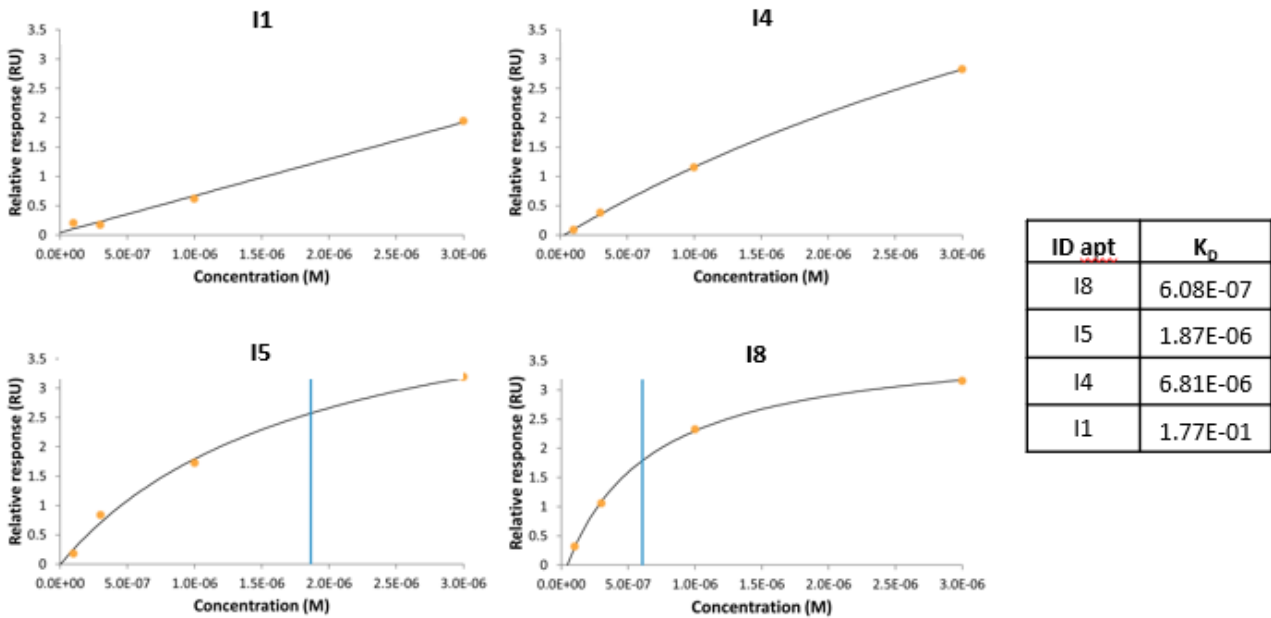 I1
Relative response (RU)
3.5
3
2.5
2
1.5
1
0.5
0
0.0E+00 5.0E-07 1.0E-06 1.5E-06 2.0E-06 2.5E-06 3.0E-06
Concentration (M)
I4
Relative response (RU)
3.5
3
2.5
2
1.5
1
0.5
0
0.0E+00 5.0E-07 1.0E-06 1.5E-06 2.0E-06 2.5E-06 3.0E-06
Concentration (M)
I5
Relative response (RU)
3.5
3
2.5
2
1.5
1
0.5
0
0.0E+00 5.0E-07 1.0E-06 1.5E-06 2.0E-06 2.5E-06 3.0E-06
Concentration (M)
I8
Relative response (RU)
3.5
3
2.5
2
1.5
1
0.5
0
0.0E+00 5.0E-07 1.0E-06 1.5E-06 2.0E-06 2.5E-06 3.0E-06
Concentration (M)
ID apt KD
I8 6.08E-07
I5 1.87E-06
I4 6.81E-06
I1 1.77E-01